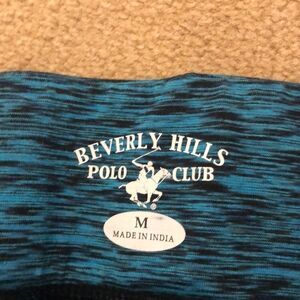 BEVERLY HILLS
POLO CLUB
M
MADE IN INDIA